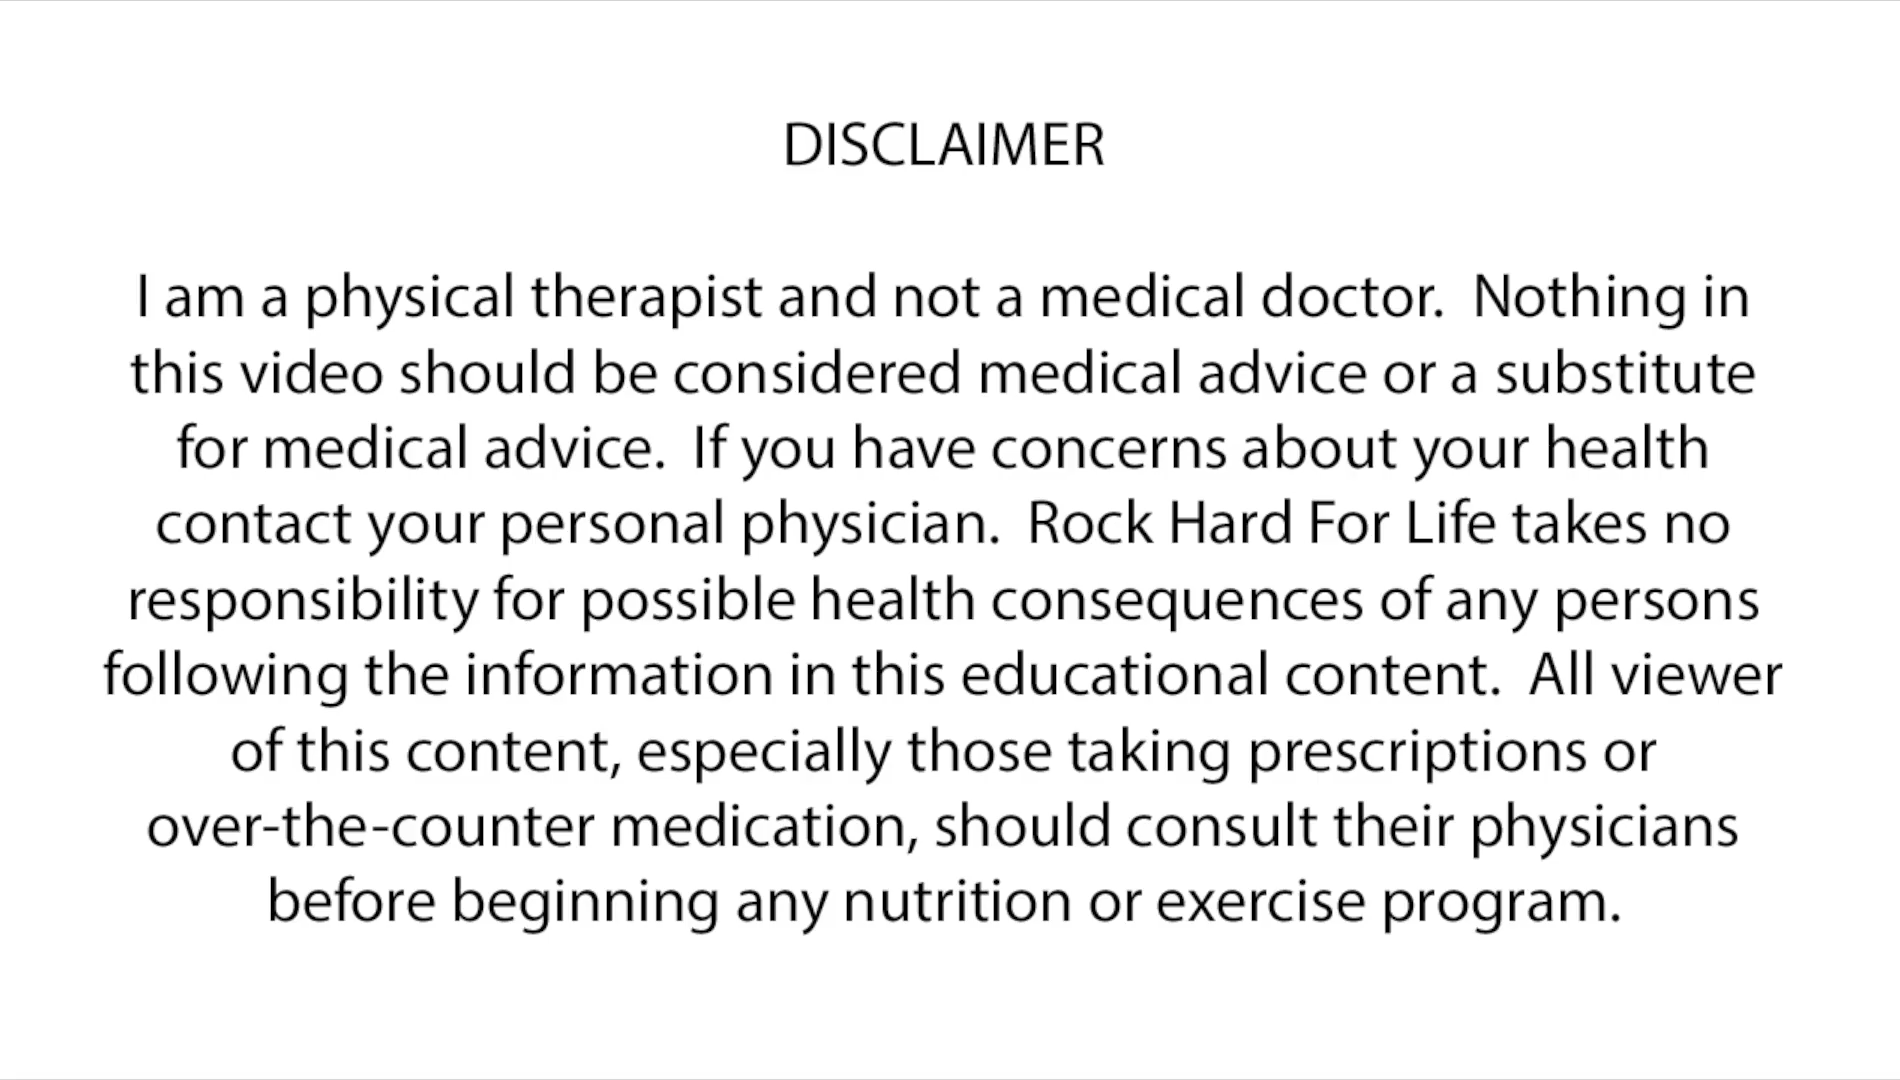 DISCLAIMER
I am a physical therapist and not a medical doctor.  Nothing in
this video should be considered medical advice or a substitute
for medical advice.  If you have concerns about your health
contact your personal physician.  Rock Hard For Life takes no
responsibility for possible health consequences of any persons
following the information in this educational content.  All viewer
of this content, especially those taking prescriptions or
over-the-counter medication, should consult their physicians
before beginning any nutrition or exercise program.